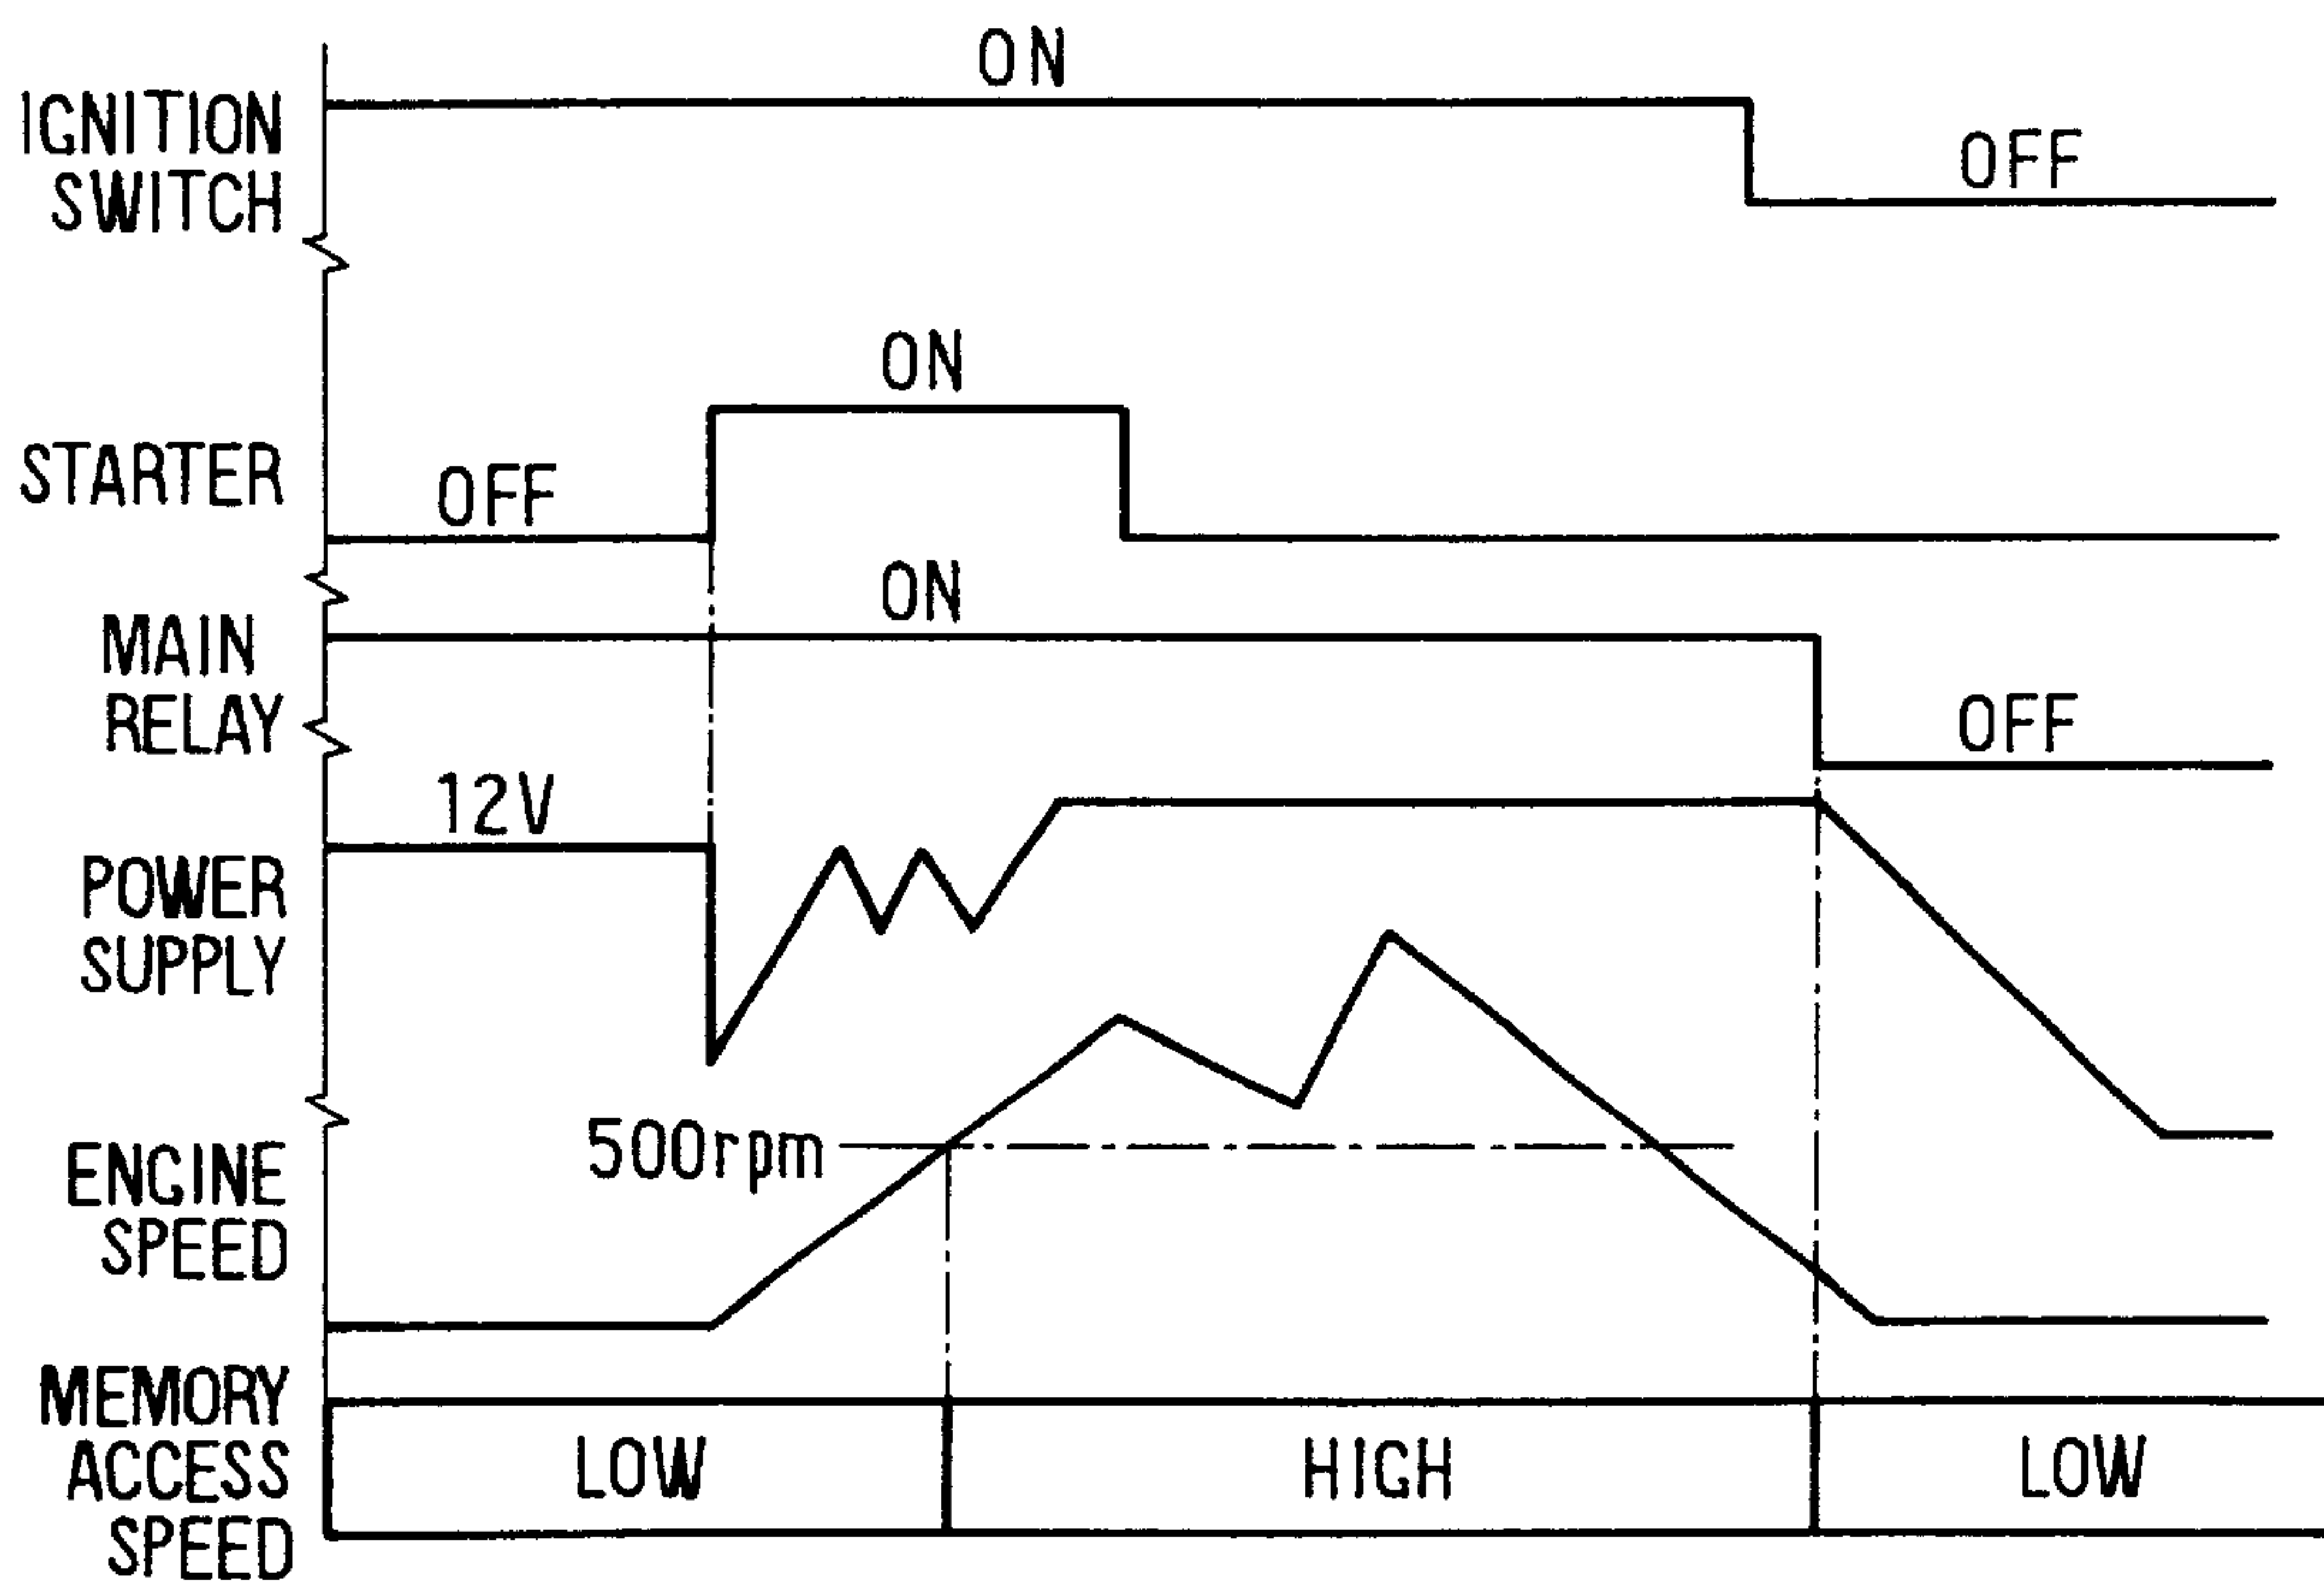 ON
IGNITION
SWITCH
OFF
ON
STARTER
OFF
ON
MAIN
RELAY
OFF
12V
POWER
SUPPLY
500rpm
ENGINE
SPEED
MEMORY
ACCESS
SPEED
LOW
HIGH
LOW